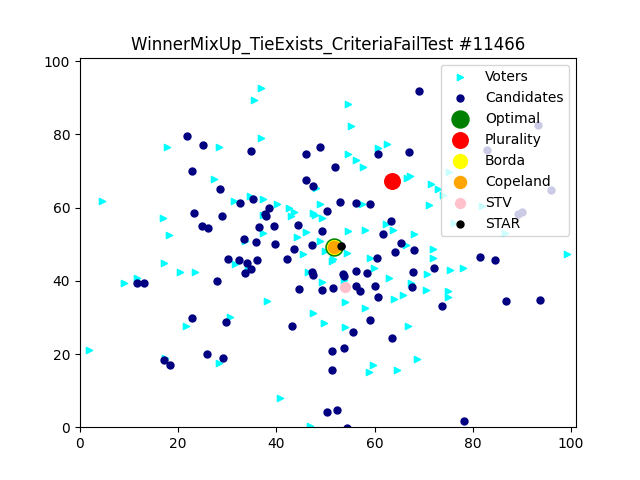 WinnerMixUp_TieExists_CriteriaFailTest #11466
100
80
60
40
20
0
0
20
40
60
80
100
Voters
Candidates
Optimal
Plurality
Borda
Copeland
STV
STAR